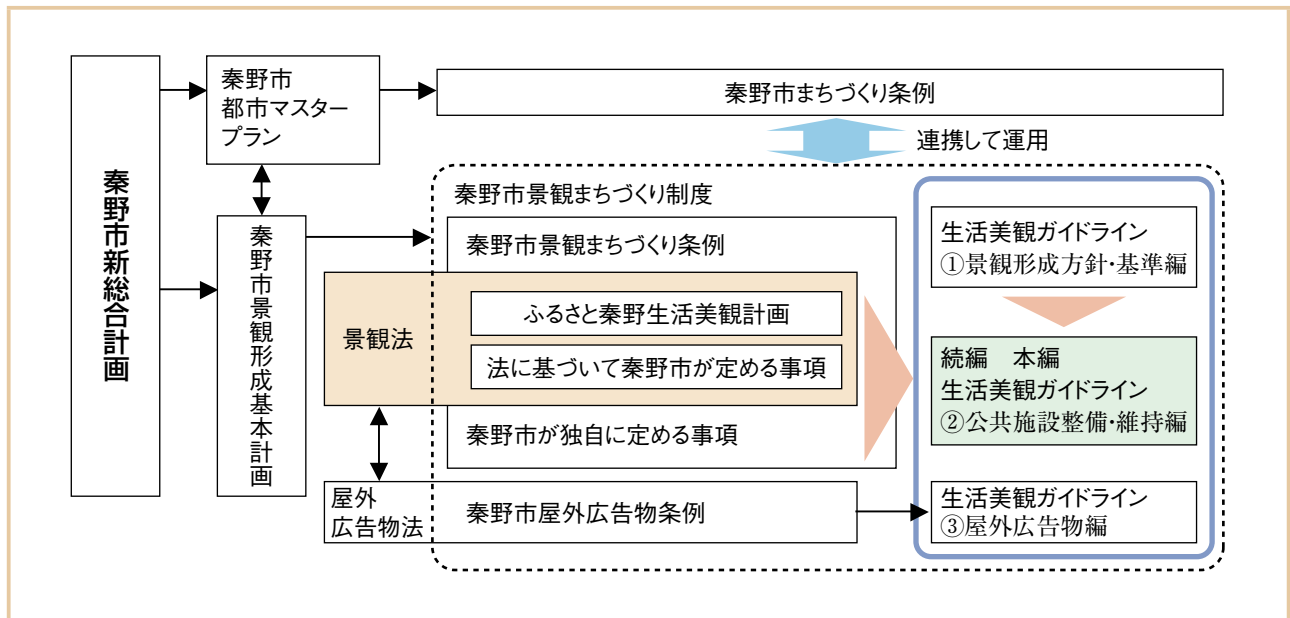 秦野市新総合計画
秦野市
都市マスター
プラン
秦野市まちづくり条例
連携して運用
秦野市景観形成基本計画
秦野市景観まちづくり制度
秦野市景観まちづくり条例
景観法
ふるさと秦野生活美観計画
法に基づいて秦野市が定める事項
秦野市が独自に定める事項
屋外
広告物法
秦野市屋外広告物条例
生活美観ガイドライン
①景観形成方針・基準編
続編　本編
生活美観ガイドライン
②公共施設整備・維持編
生活美観ガイドライン
③屋外広告物編